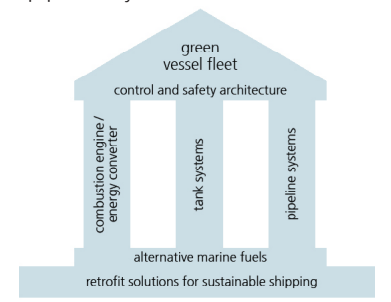 green
vessel fleet
control and safety architecture
combustion engine/
energy converter
tank systems
pipeline systems
alternative marine fuels
retrofit solutions for sustainable shipping